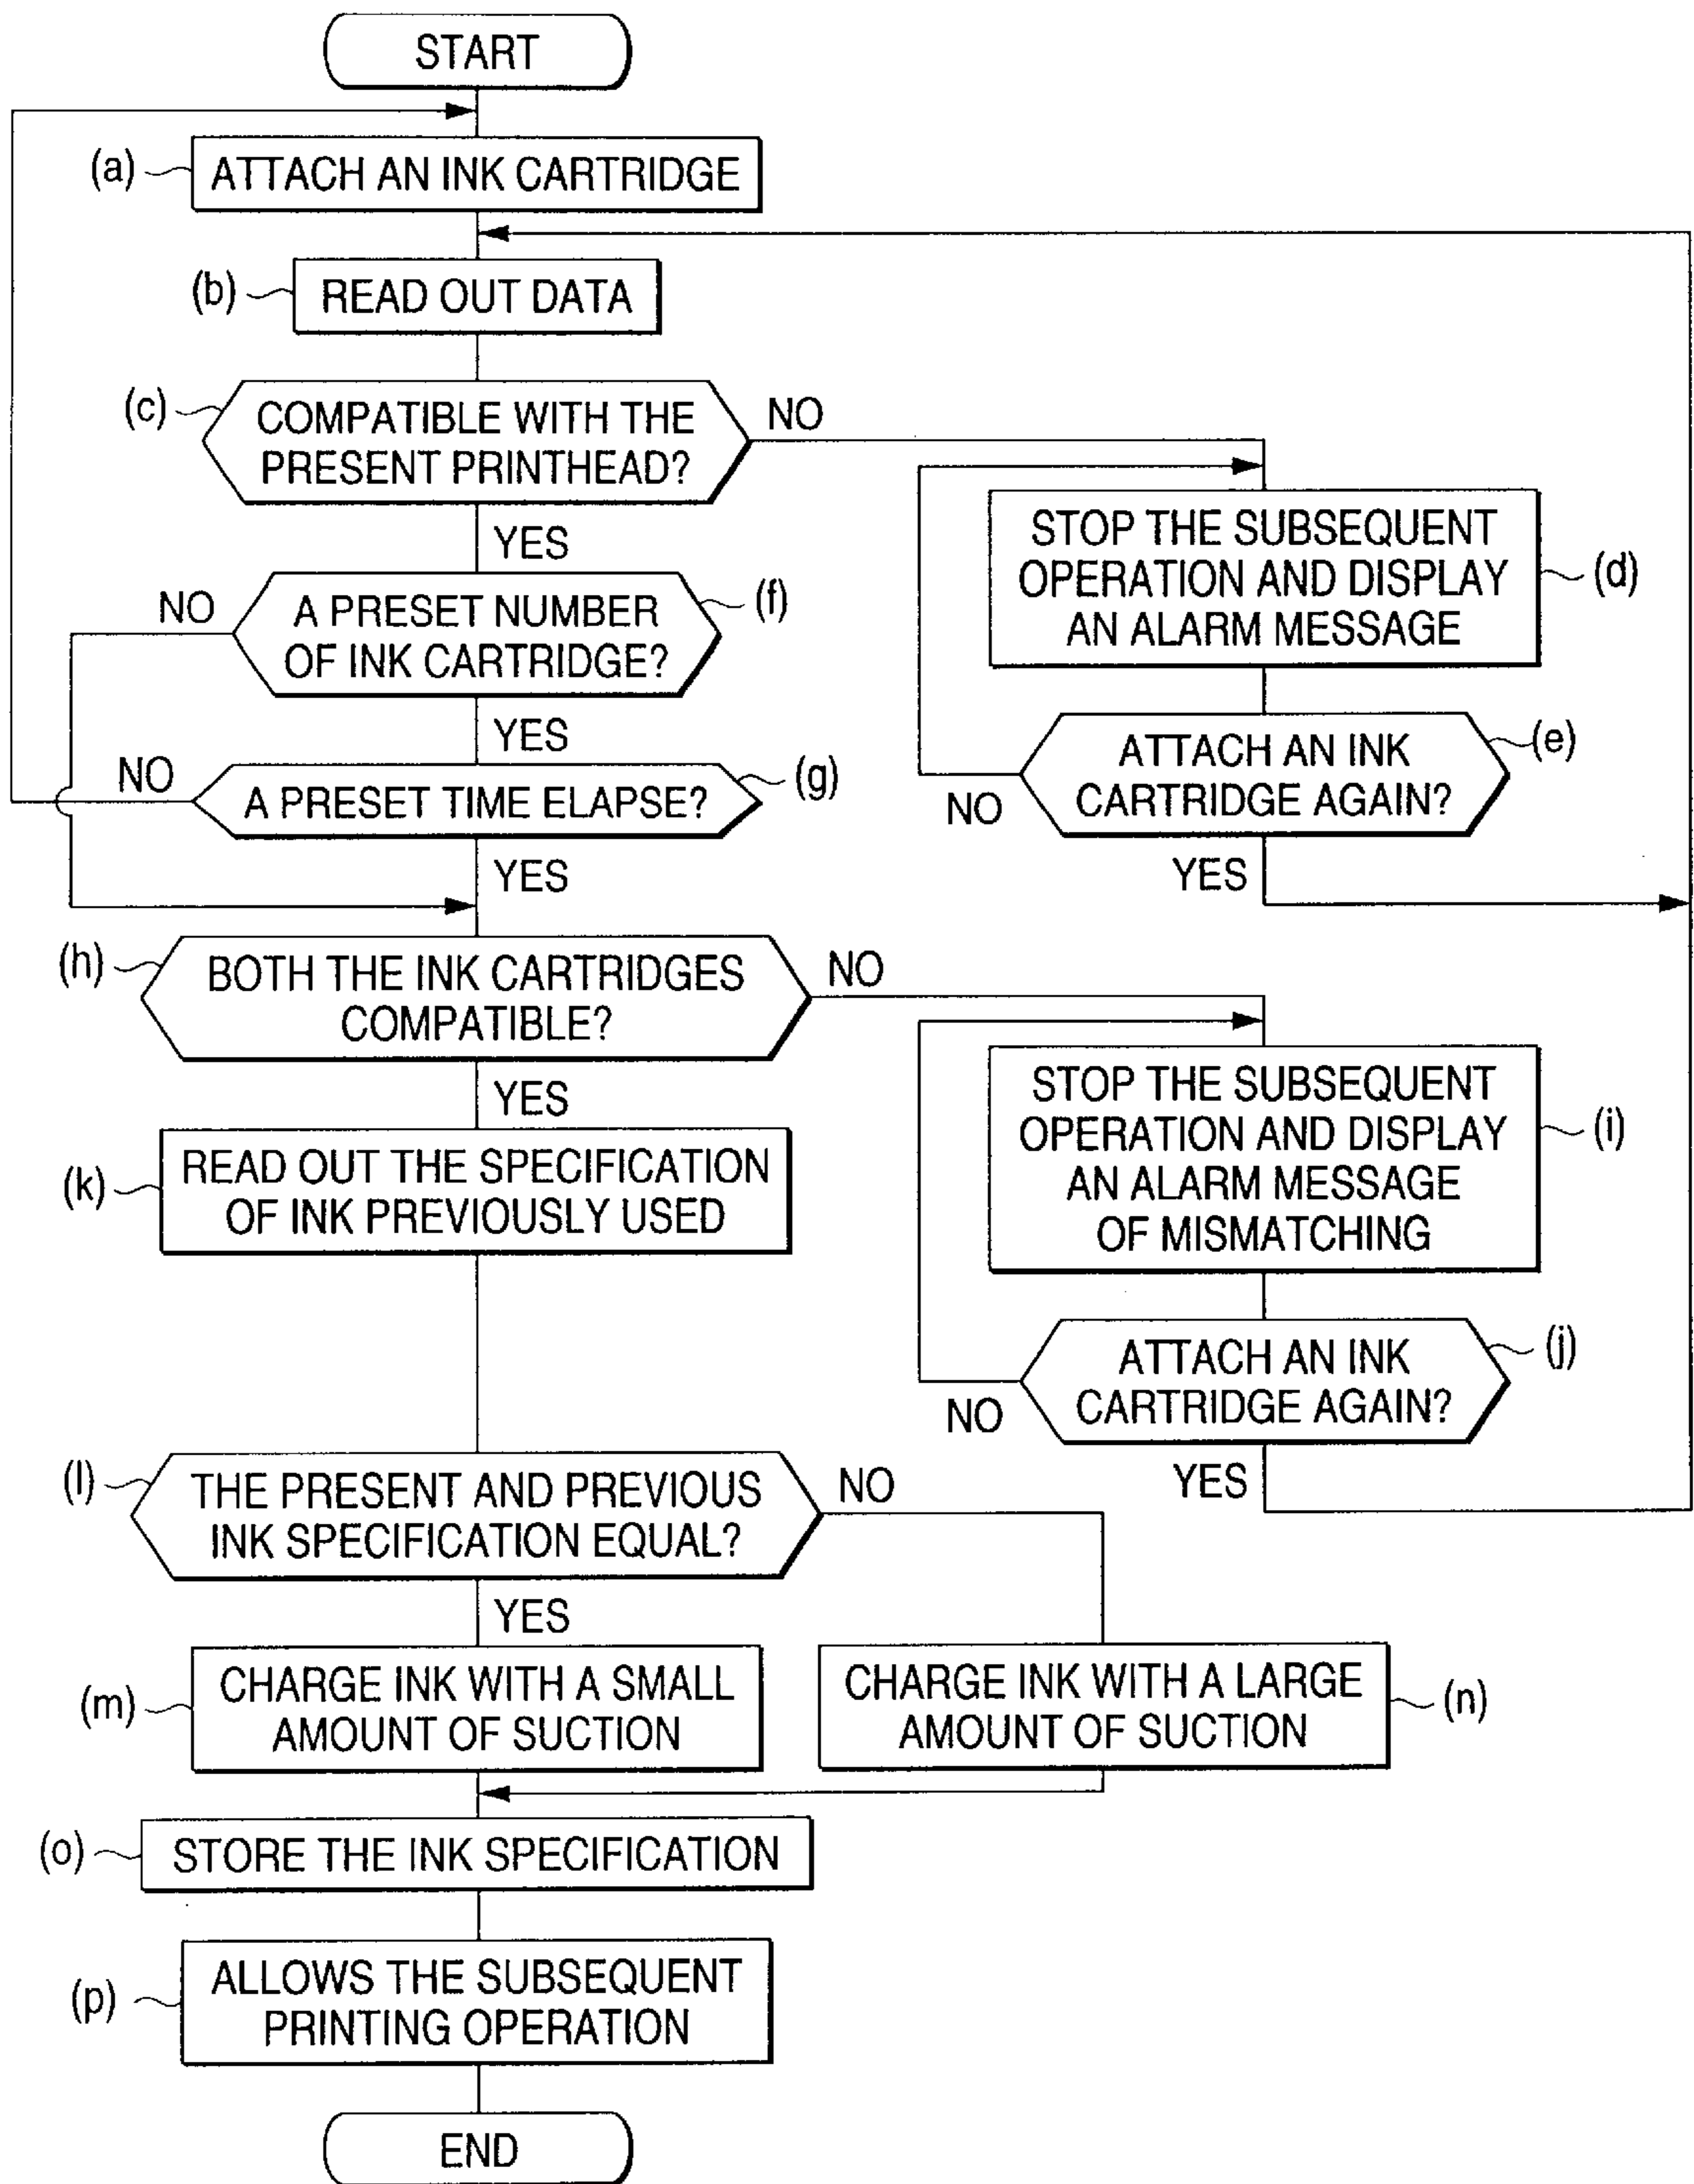 START
(a)
ATTACH AN INK CARTRIDGE
(b)
READ OUT DATA
(c)
COMPATIBLE WITH THE
PRESENT PRINTHEAD?
NO
YES
STOP THE SUBSEQUENT
OPERATION AND DISPLAY
AN ALARM MESSAGE
(d)
NO
A PRESET NUMBER
OF INK CARTRIDGE?
(f)
YES
ATTACH AN INK
CARTRIDGE AGAIN?
(e)
NO
YES
NO
A PRESET TIME ELAPSE?
(g)
YES
(h)
BOTH THE INK CARTRIDGES
COMPATIBLE?
NO
YES
STOP THE SUBSEQUENT
OPERATION AND DISPLAY
AN ALARM MESSAGE
OF MISMATCHING
(i)
(k)
READ OUT THE SPECIFICATION
OF INK PREVIOUSLY USED
ATTACH AN INK
CARTRIDGE AGAIN?
(j)
NO
YES
(l)
THE PRESENT AND PREVIOUS
INK SPECIFICATION EQUAL?
NO
YES
(m)
CHARGE INK WITH A SMALL
AMOUNT OF SUCTION
CHARGE INK WITH A LARGE
AMOUNT OF SUCTION
(n)
(o)
STORE THE INK SPECIFICATION
(p)
ALLOWS THE SUBSEQUENT
PRINTING OPERATION
END